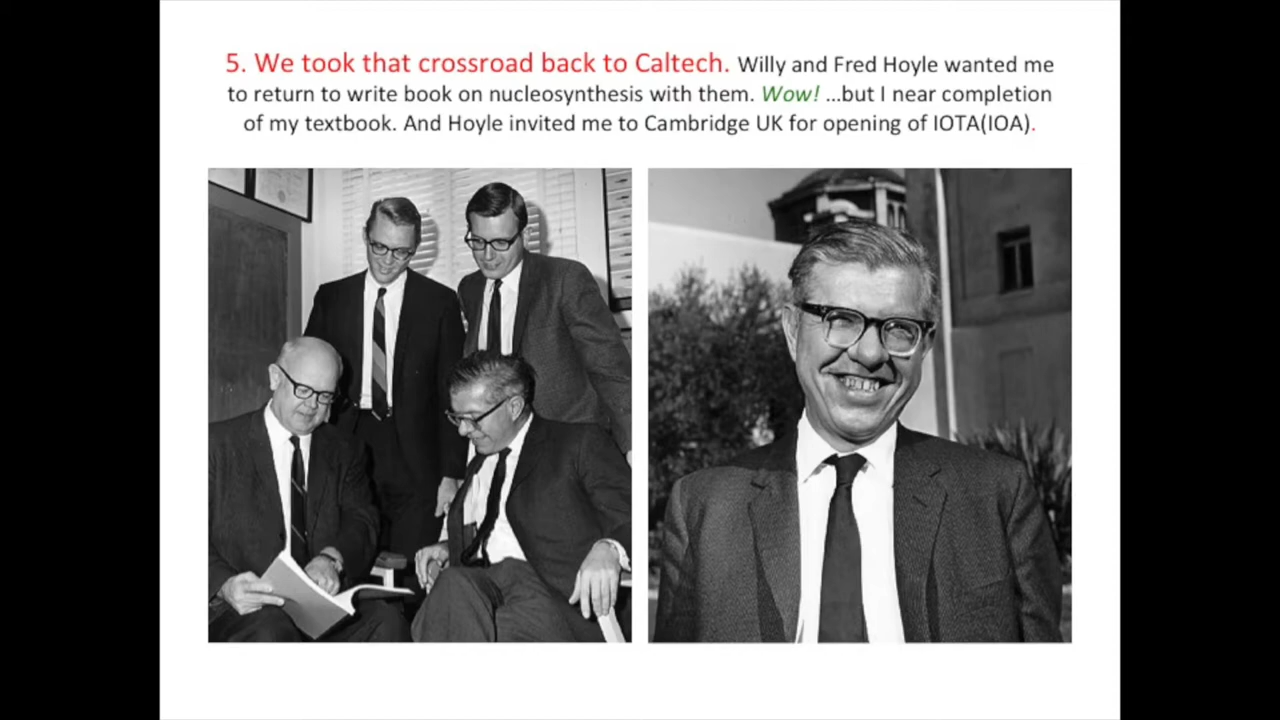 5. We took that crossroad back to Caltech. Willy and Fred Hoyle wanted me
to return to write book on nucleosynthesis with them. Wow! ...but I near completion
of my textbook. And Hoyle invited me to Cambridge UK for opening of IOTA(IOA).